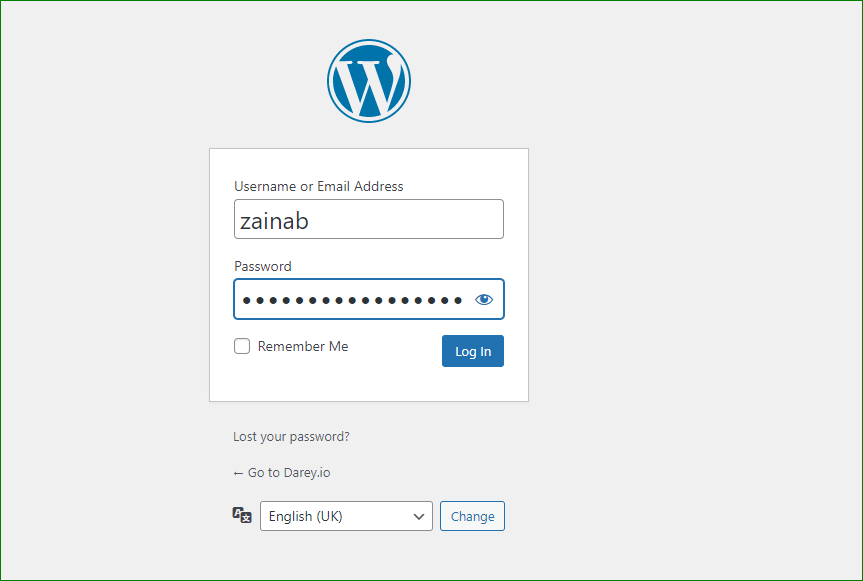 Username or Email Address
zainab
Password
●●●●●●●●●●●●●●●●●
Remember Me
Log In
Lost your password?
← Go to Darey.io
English (UK)
Change